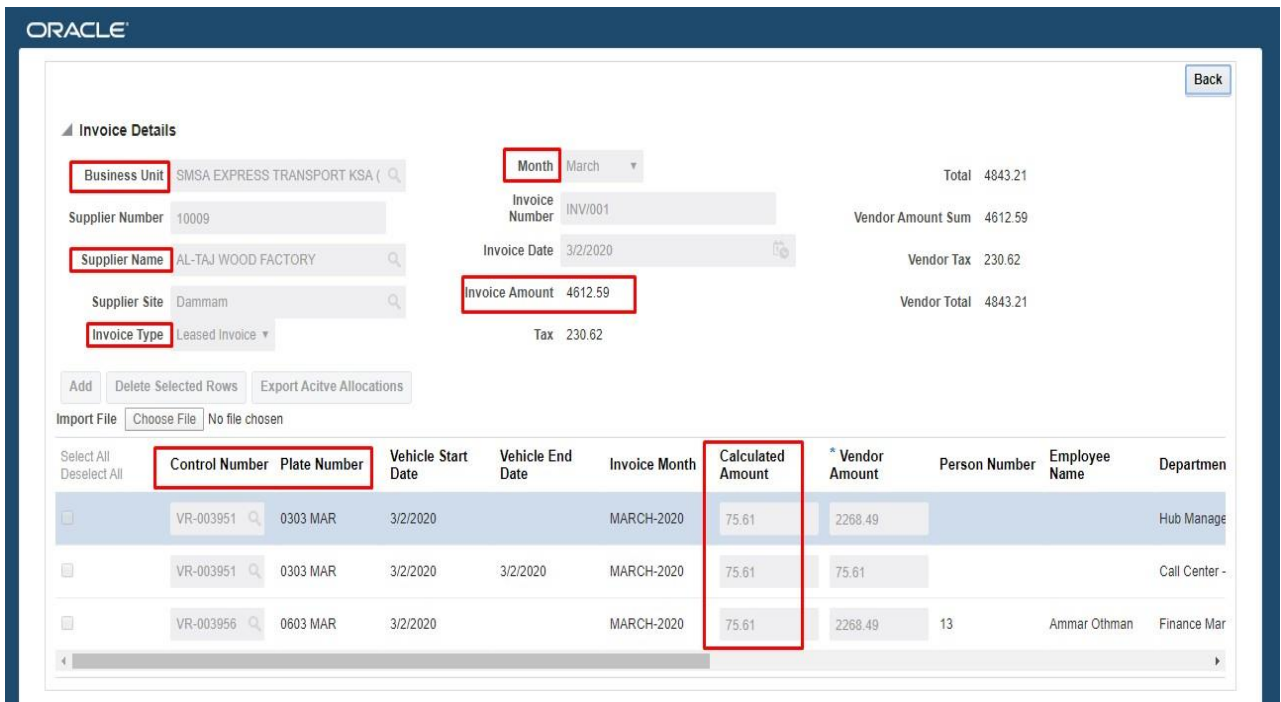 ORACLE
Back
Invoice Details
Business Unit SMSA EXPRESS TRANSPORT KSA (
Supplier Number 10009
Supplier Name AL-TAJ WOOD FACTORY
Supplier Site Dammam
Invoice Type Leased Invoice
Month March
Invoice Number INV/001
Invoice Date 3/2/2020
Invoice Amount 4612.59
Tax 230.62
Total 4843.21
Vendor Amount Sum 4612.59
Vendor Tax 230.62
Vendor Total 4843.21
Add Delete Selected Rows Export Acitve Allocations
Import File Choose File No file chosen
Select All Deselect All Control Number Plate Number Vehicle Start Date Vehicle End Date Invoice Month Calculated Amount * Vendor Amount Person Number Employee Name Departmen
VR-003951 0303 MAR 3/2/2020 MARCH-2020 75.61 2268.49 Hub Manage
VR-003951 0303 MAR 3/2/2020 3/2/2020 MARCH-2020 75.61 75.61 Call Center -
VR-003956 0603 MAR 3/2/2020 MARCH-2020 75.61 2268.49 13 Ammar Othman Finance Mar